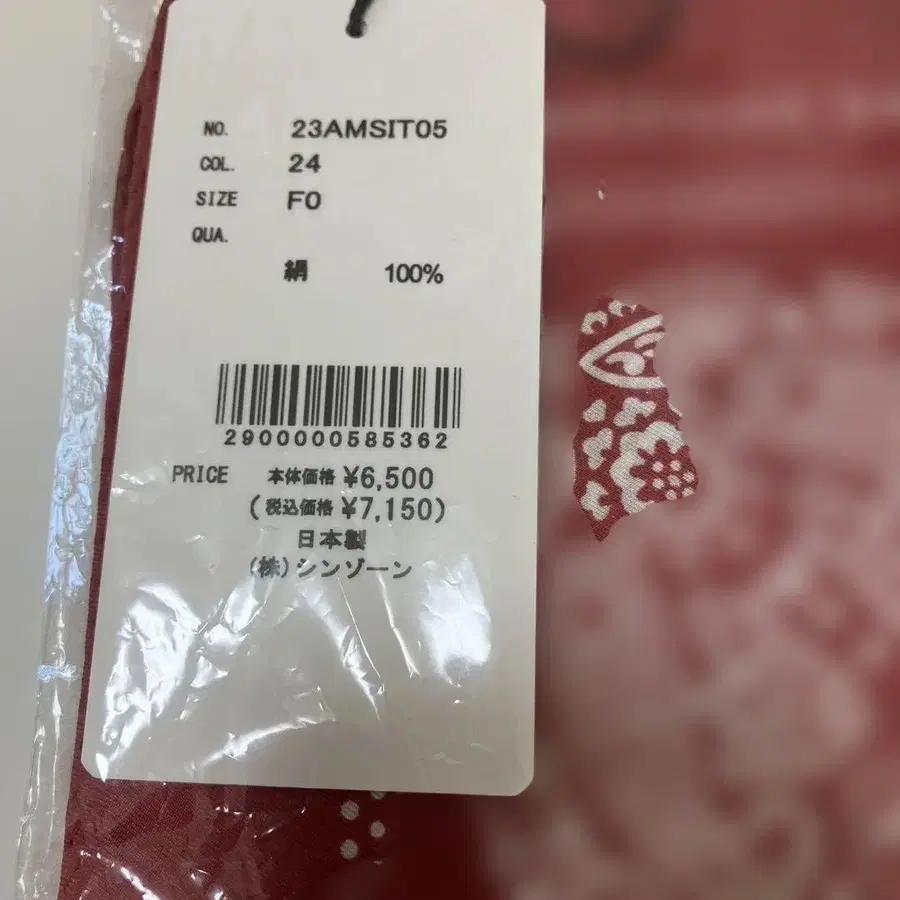 NO. 23AMSIT05
COL. 24
SIZE F0
QUA.
絹 100%
2900000585362
PRICE 本体価格 ¥6,500
(税込価格 ¥7,150)
日本製
(株)シンゾーン